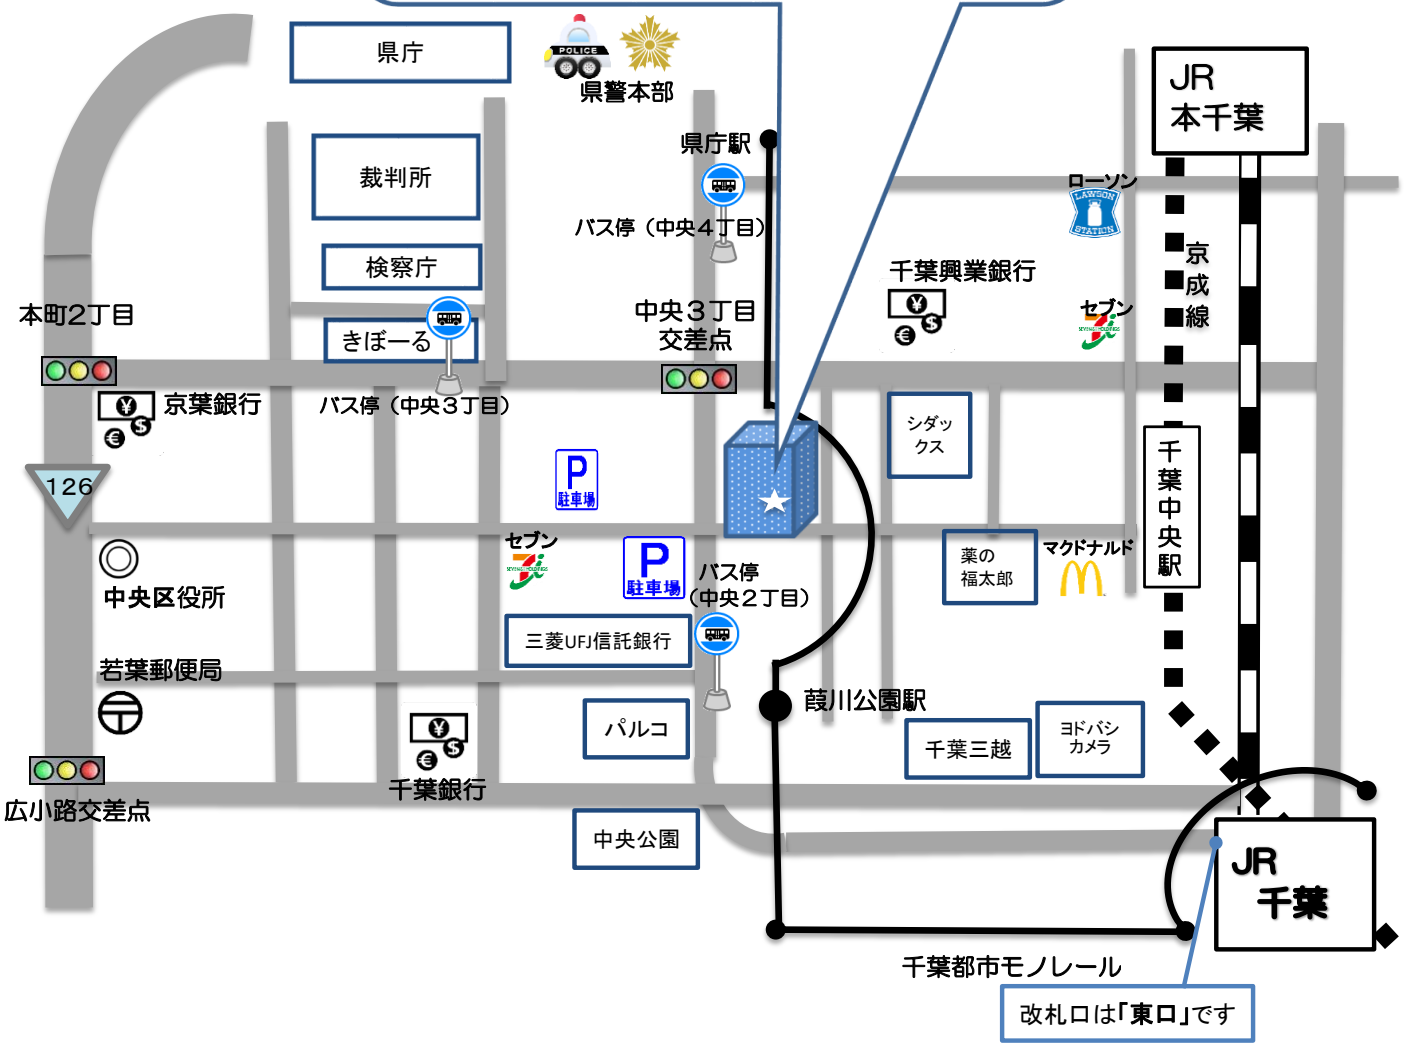 県庁
POLICE
県警本部
JR
本千葉
県庁駅
裁判所
ローソン
LAWSON
STATION
バス停（中央４丁目）
検察庁
千葉興業銀行
京成線
本町2丁目
中央３丁目
交差点
セブン
SEVEN&i HOLDINGS
きぼーる
¥
$
€
京葉銀行
バス停（中央３丁目）
¥
$
€
シダッ
クス
千葉中央駅
P
駐車場
126
セブン
SEVEN&i HOLDINGS
P
駐車場
薬の
福太郎
マクドナルド
バス停
（中央２丁目）
中央区役所
三菱UFJ信託銀行
若葉郵便局
葭川公園駅
パルコ
千葉三越
ヨドバシ
カメラ
¥
$
€
千葉銀行
広小路交差点
中央公園
JR
千葉
千葉都市モノレール
改札口は「東口」です